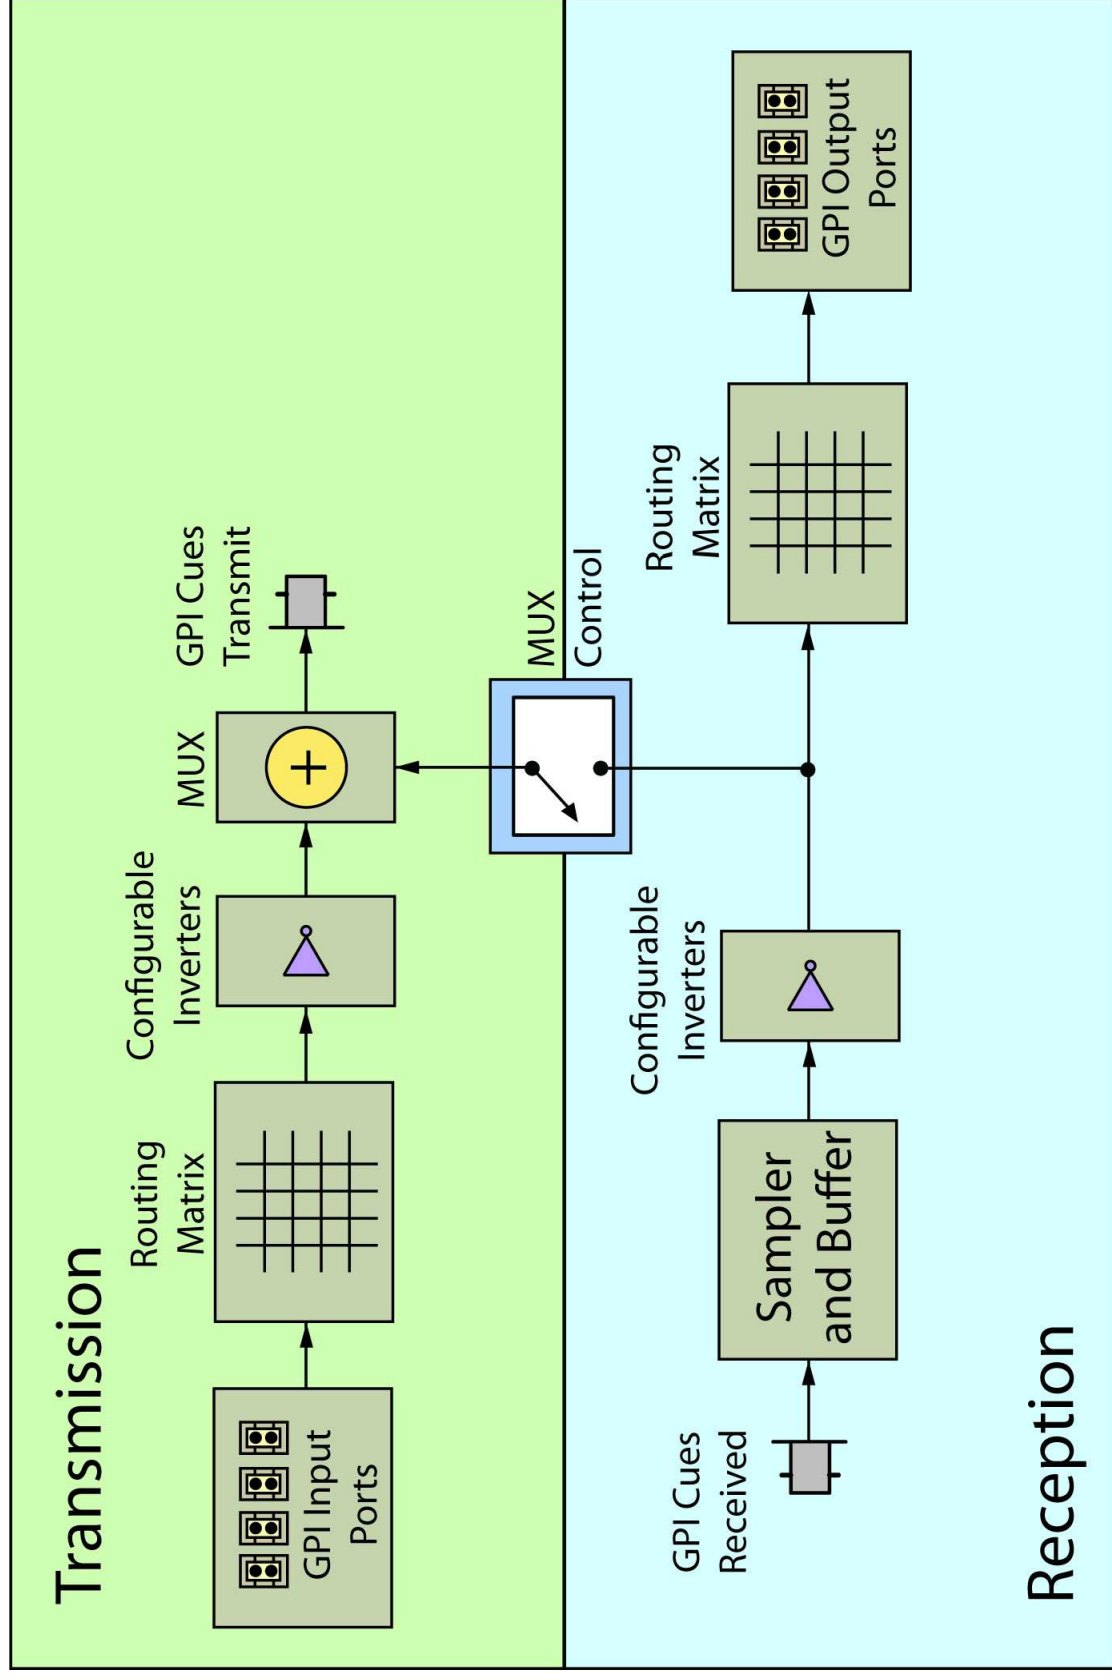 Transmission
GPI Input
Ports
Routing
Matrix
Configurable
Inverters
MUX
GPI Cues
Transmit
MUX
Control
GPI Cues
Received
Sampler
and Buffer
Configurable
Inverters
Routing
Matrix
GPI Output
Ports
Reception